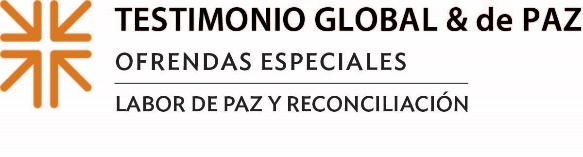 TESTIMONIO GLOBAL & de PAZ
OFRENDAS ESPECIALES
LABOR DE PAZ Y RECONCILIACIÓN